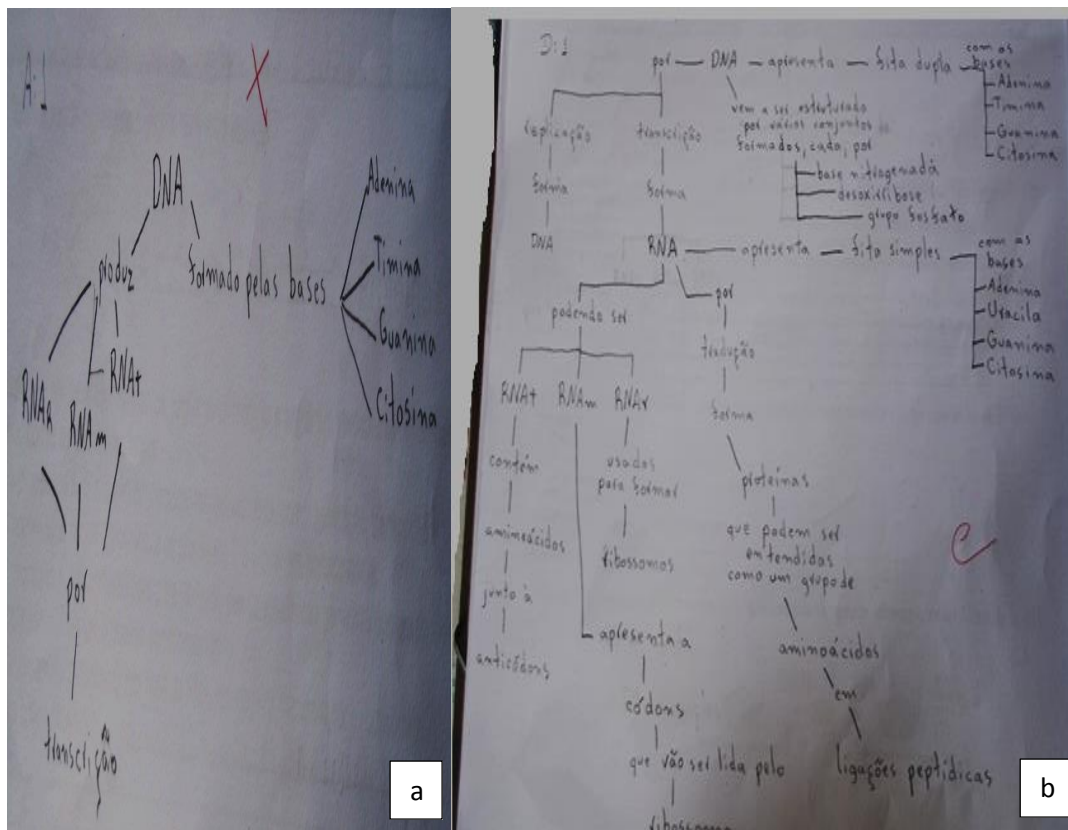 A:1
X
DNA
produz
formado pelas bases
Adenina
Timina
Guanina
Citosina
RNAR
RNAm
RNAt
por
transcrição
a
D:1
por — DNA — apresenta — fita dupla
com as
bases
Adenina
Timina
Guanina
Citosina
replicação
forma
DNA
transcrição
forma
vem a ser estruturado
por vários conjuntos
formados, cada, por
base nitrogenada
desoxirribose
grupo fosfato
RNA — apresenta — fita simples
com as
bases
Adenina
Uracila
Guanina
Citosina
podendo ser
RNAt
contém
aminoácidos
junto à
anticódons
RNAm
apresenta a
códons
que vão ser lida pelo
ribossomo
RNAr
usados
para formar
ribossomos
por
tradução
forma
proteínas
que podem ser
entendidas
como um grupo de
aminoácidos
em
ligações peptídicas
C
b